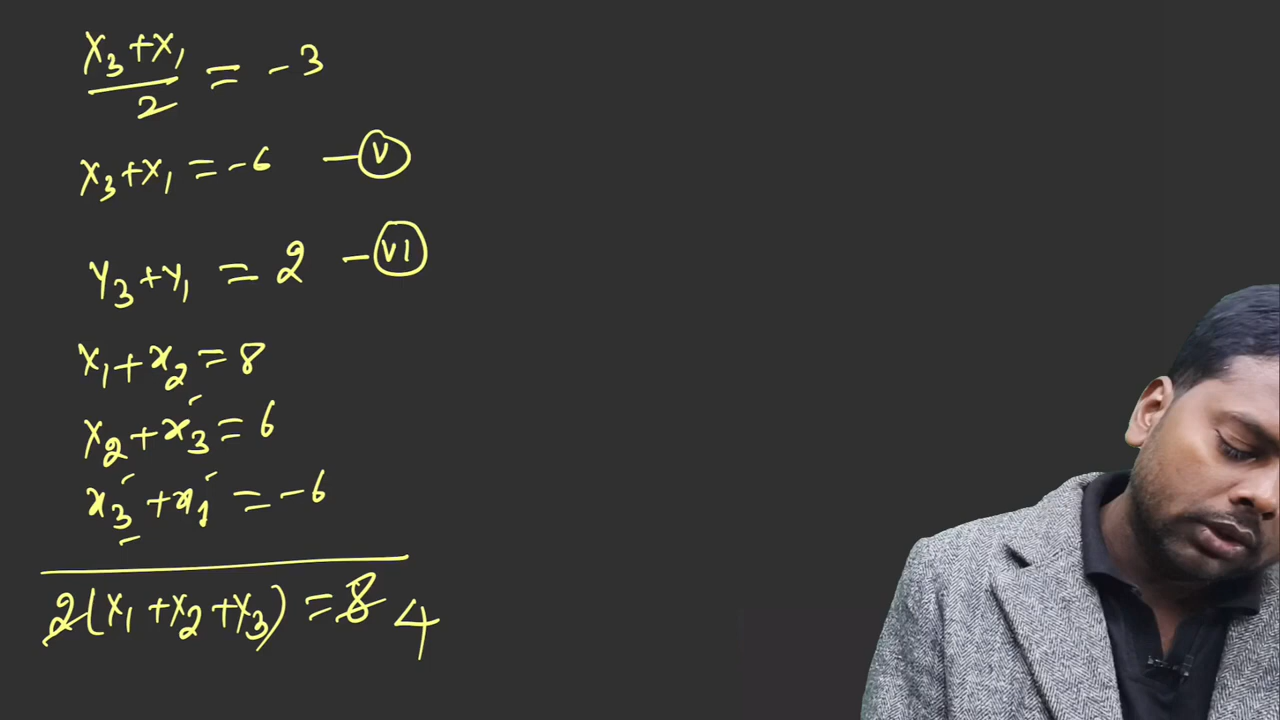 x₃+x₁/2 = -3
x₃+x₁ = -6 —(V)
y₃+y₁ = 2 —(VI)
x₁+x₂ = 8
x₂+x₃ = 6
x₃+x₁ = -6
2(x₁+x₂+x₃) = 8 4